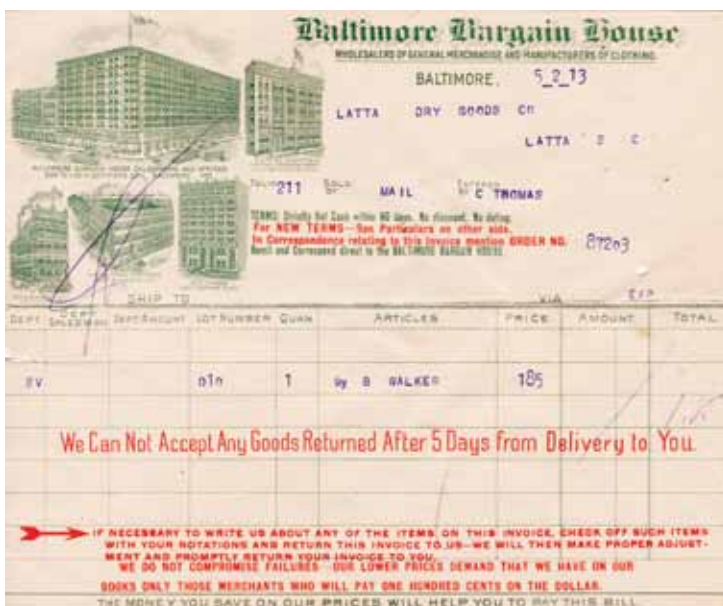 Baltimore Bargain House
WHOLESALERS OF GENERAL MERCHANDISE AND MANUFACTURERS OF CLOTHING.
BALTIMORE, 5_2_13
LATTA DRY GOODS CO
LATTA S C
211 SOLD BY MAIL C THOMAS
TERMS: Strictly Net Cash within 60 days. No discount. No dating.
For NEW TERMS—See Particulars on other side.
In Correspondence relating to this Invoice mention ORDER NO. 87203
Remit and Correspond direct to the BALTIMORE BARGAIN HOUSE
SHIP TO VIA EXP
DEPT DEPT SALESMAN DEPT AMOUNT LOT NUMBER QUAN ARTICLES PRICE AMOUNT TOTAL
010 1 by B WALKER 185
We Can Not Accept Any Goods Returned After 5 Days from Delivery to You.
IF NECESSARY TO WRITE US ABOUT ANY OF THE ITEMS ON THIS INVOICE, CHECK OFF SUCH ITEMS
WITH YOUR NOTATIONS AND RETURN THIS INVOICE TO US—WE WILL THEN MAKE PROPER ADJUST-
MENT AND PROMPTLY RETURN YOUR INVOICE TO YOU.
WE DO NOT COMPROMISE FAILURES—OUR LOWER PRICES DEMAND THAT WE HAVE ON OUR
BOOKS ONLY THOSE MERCHANTS WHO WILL PAY ONE HUNDRED CENTS ON THE DOLLAR.
THE MONEY YOU SAVE ON OUR PRICES WILL HELP YOU TO PAY THIS BILL